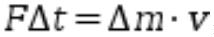 FΔt = Δm · v